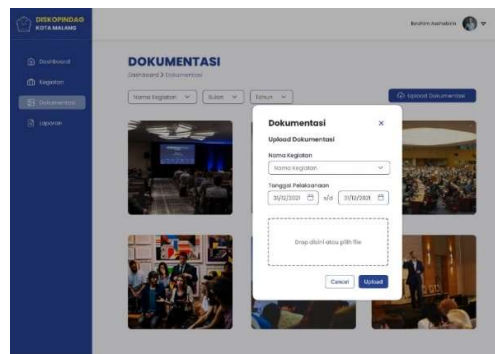 DISKOPINDAG
KOTA MALANG
Ibrahim Asshabirin
Dashboard
Kegiatan
Dokumentasi
Laporan
DOKUMENTASI
Dashboard > Dokumentasi
Nama Kegiatan
Bulan
Tahun
Upload Dokumentasi
Dokumentasi
Upload Dokumentasi
Nama Kegiatan
Nama Kegiatan
Tanggal Pelaksanaan
31/12/2021 s/d 31/12/2021
Drop disini atau pilih file
Cancel Upload